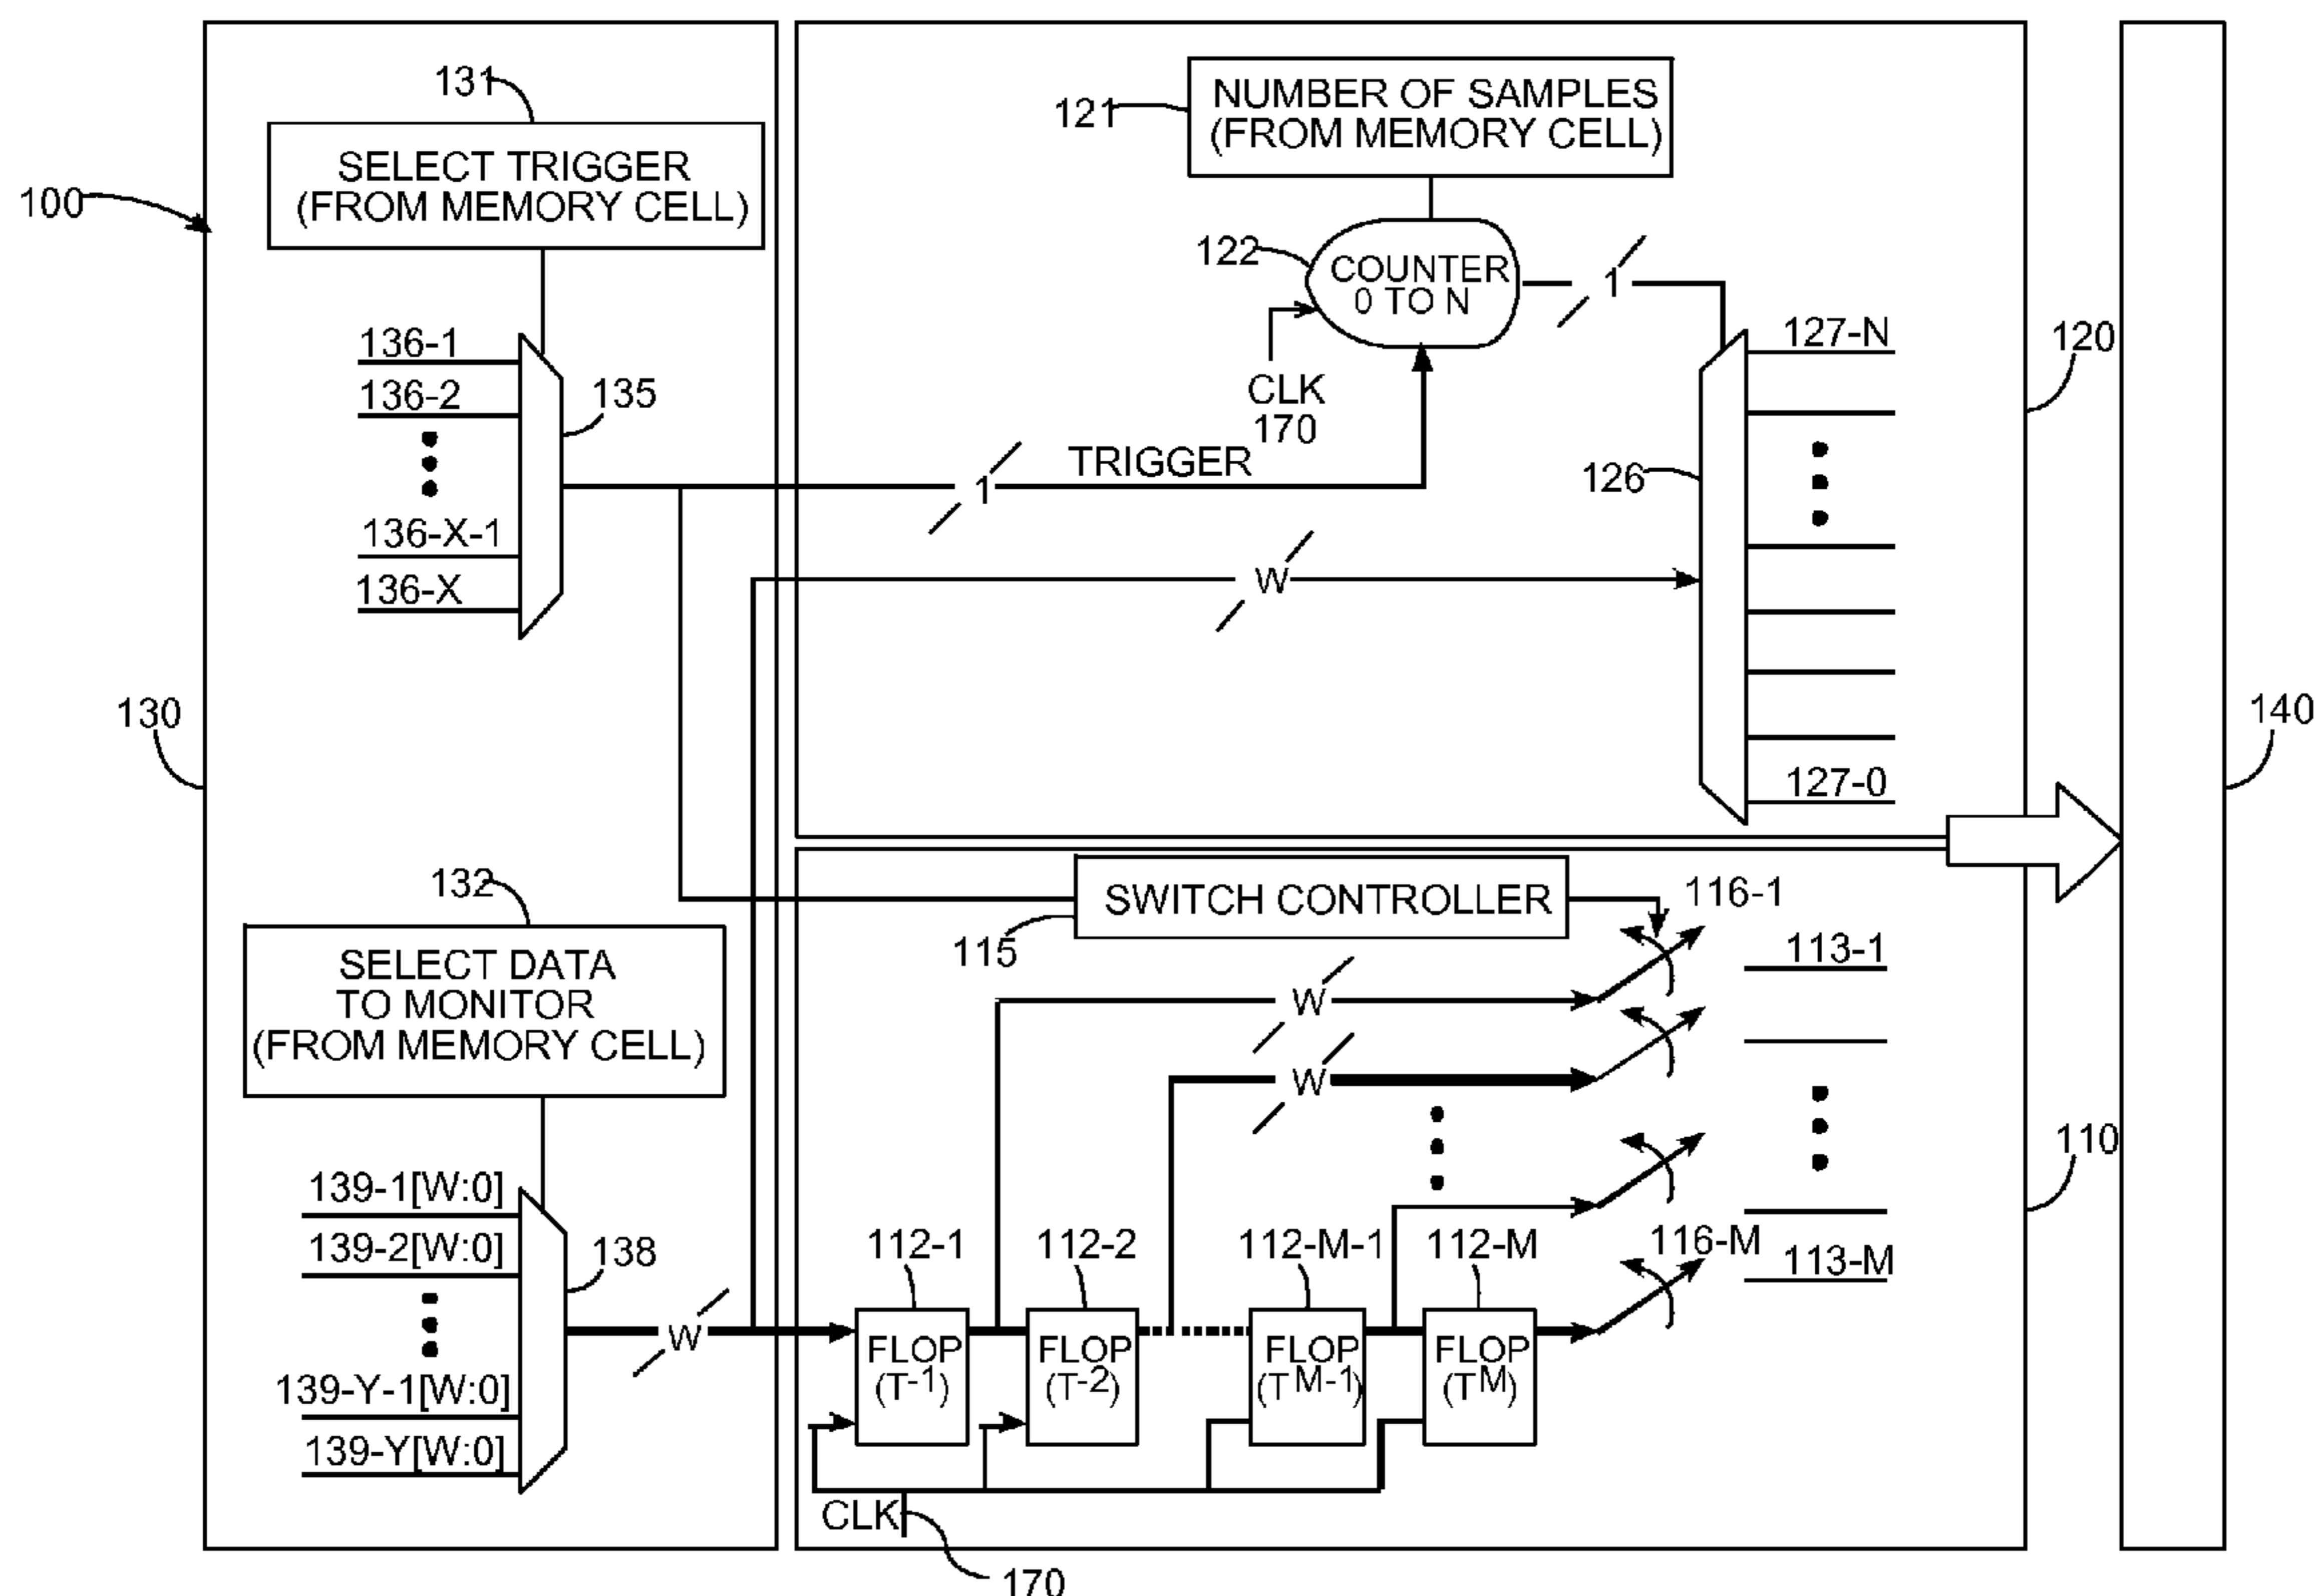 100
131
SELECT TRIGGER
(FROM MEMORY CELL)
136-1
136-2
136-X-1
136-X
135
130
132
SELECT DATA
TO MONITOR
(FROM MEMORY CELL)
139-1[W:0]
139-2[W:0]
139-Y-1[W:0]
139-Y[W:0]
138
W
121
NUMBER OF SAMPLES
(FROM MEMORY CELL)
122
COUNTER
0 TO N
1
CLK
170
1
TRIGGER
W
126
127-N
127-0
120
140
SWITCH CONTROLLER
115
116-1
113-1
W
W
110
112-1
112-2
112-M-1
112-M
116-M
113-M
FLOP
(T-1)
FLOP
(T-2)
FLOP
(TM-1)
FLOP
(TM)
CLK
170